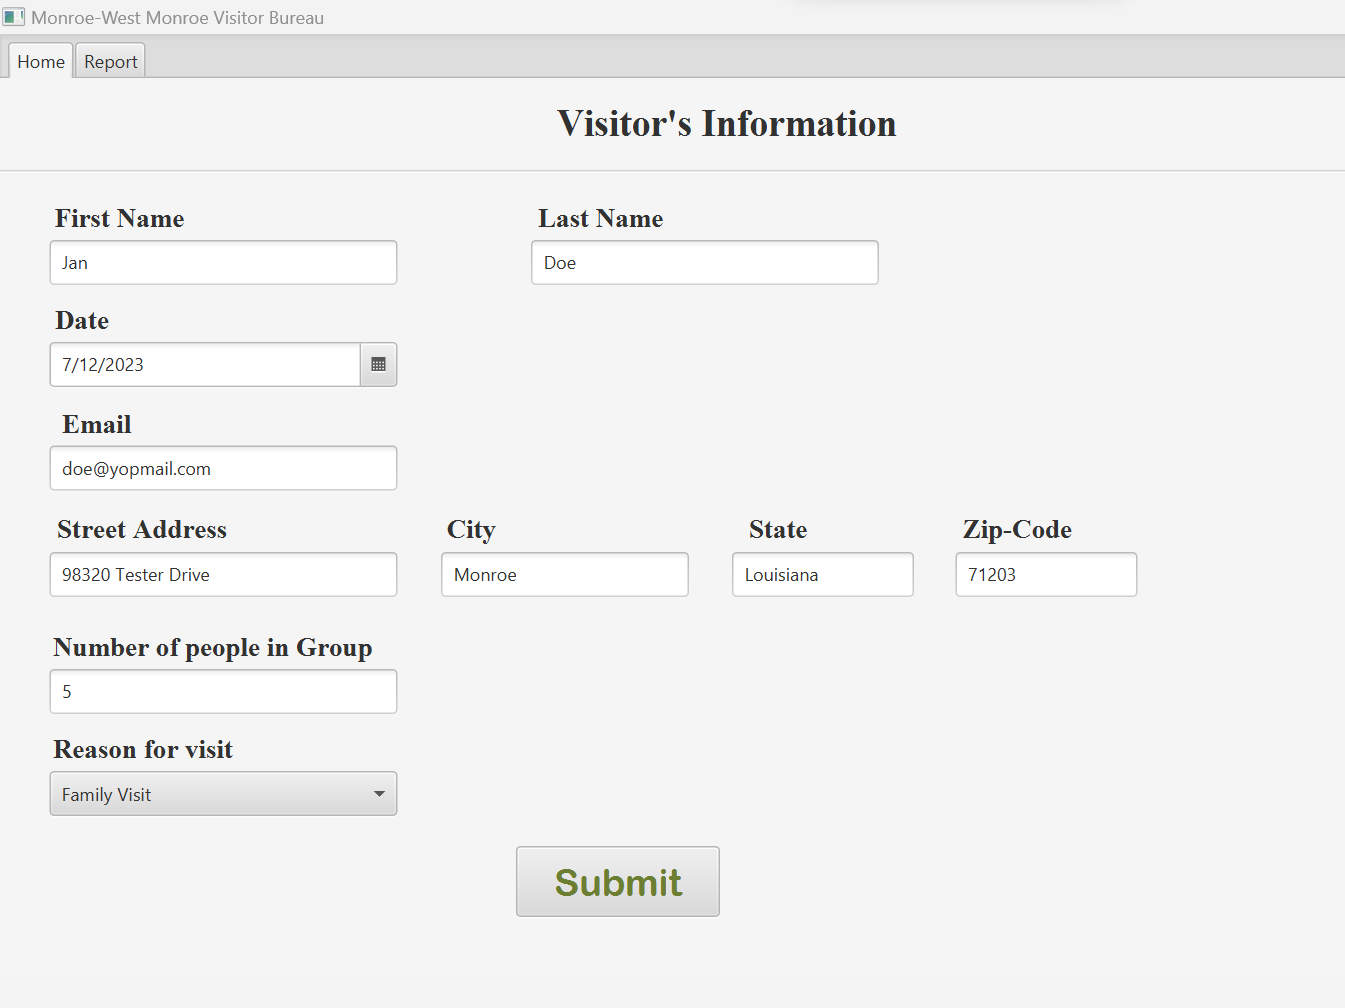 Monroe-West Monroe Visitor Bureau
Home Report
Visitor's Information
First Name Last Name
Jan Doe
Date
7/12/2023
Email
doe@yopmail.com
Street Address City State Zip-Code
98320 Tester Drive Monroe Louisiana 71203
Number of people in Group
5
Reason for visit
Family Visit
Submit